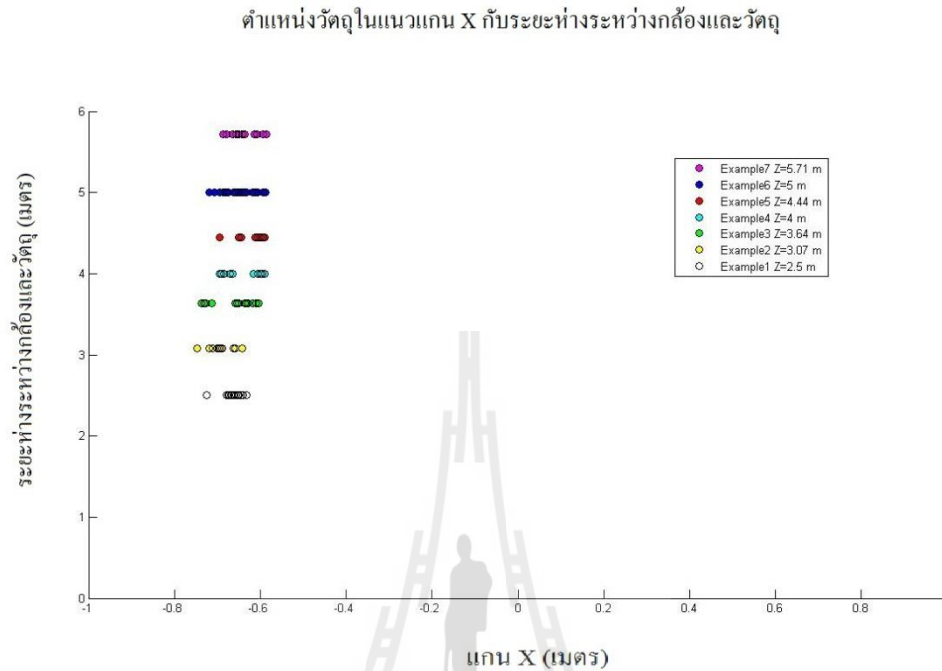 ตำแหน่งวัตถุในแนวแกน X กับระยะห่างระหว่างกล้องและวัตถุ
ระยะห่างระหว่างกล้องและวัตถุ (เมตร)
6
5
4
3
2
1
0
Example7 Z=5.71 m
Example6 Z=5 m
Example5 Z=4.44 m
Example4 Z=4 m
Example3 Z=3.64 m
Example2 Z=3.07 m
Example1 Z=2.5 m
-1 -0.8 -0.6 -0.4 -0.2 0 0.2 0.4 0.6 0.8
แกน X (เมตร)